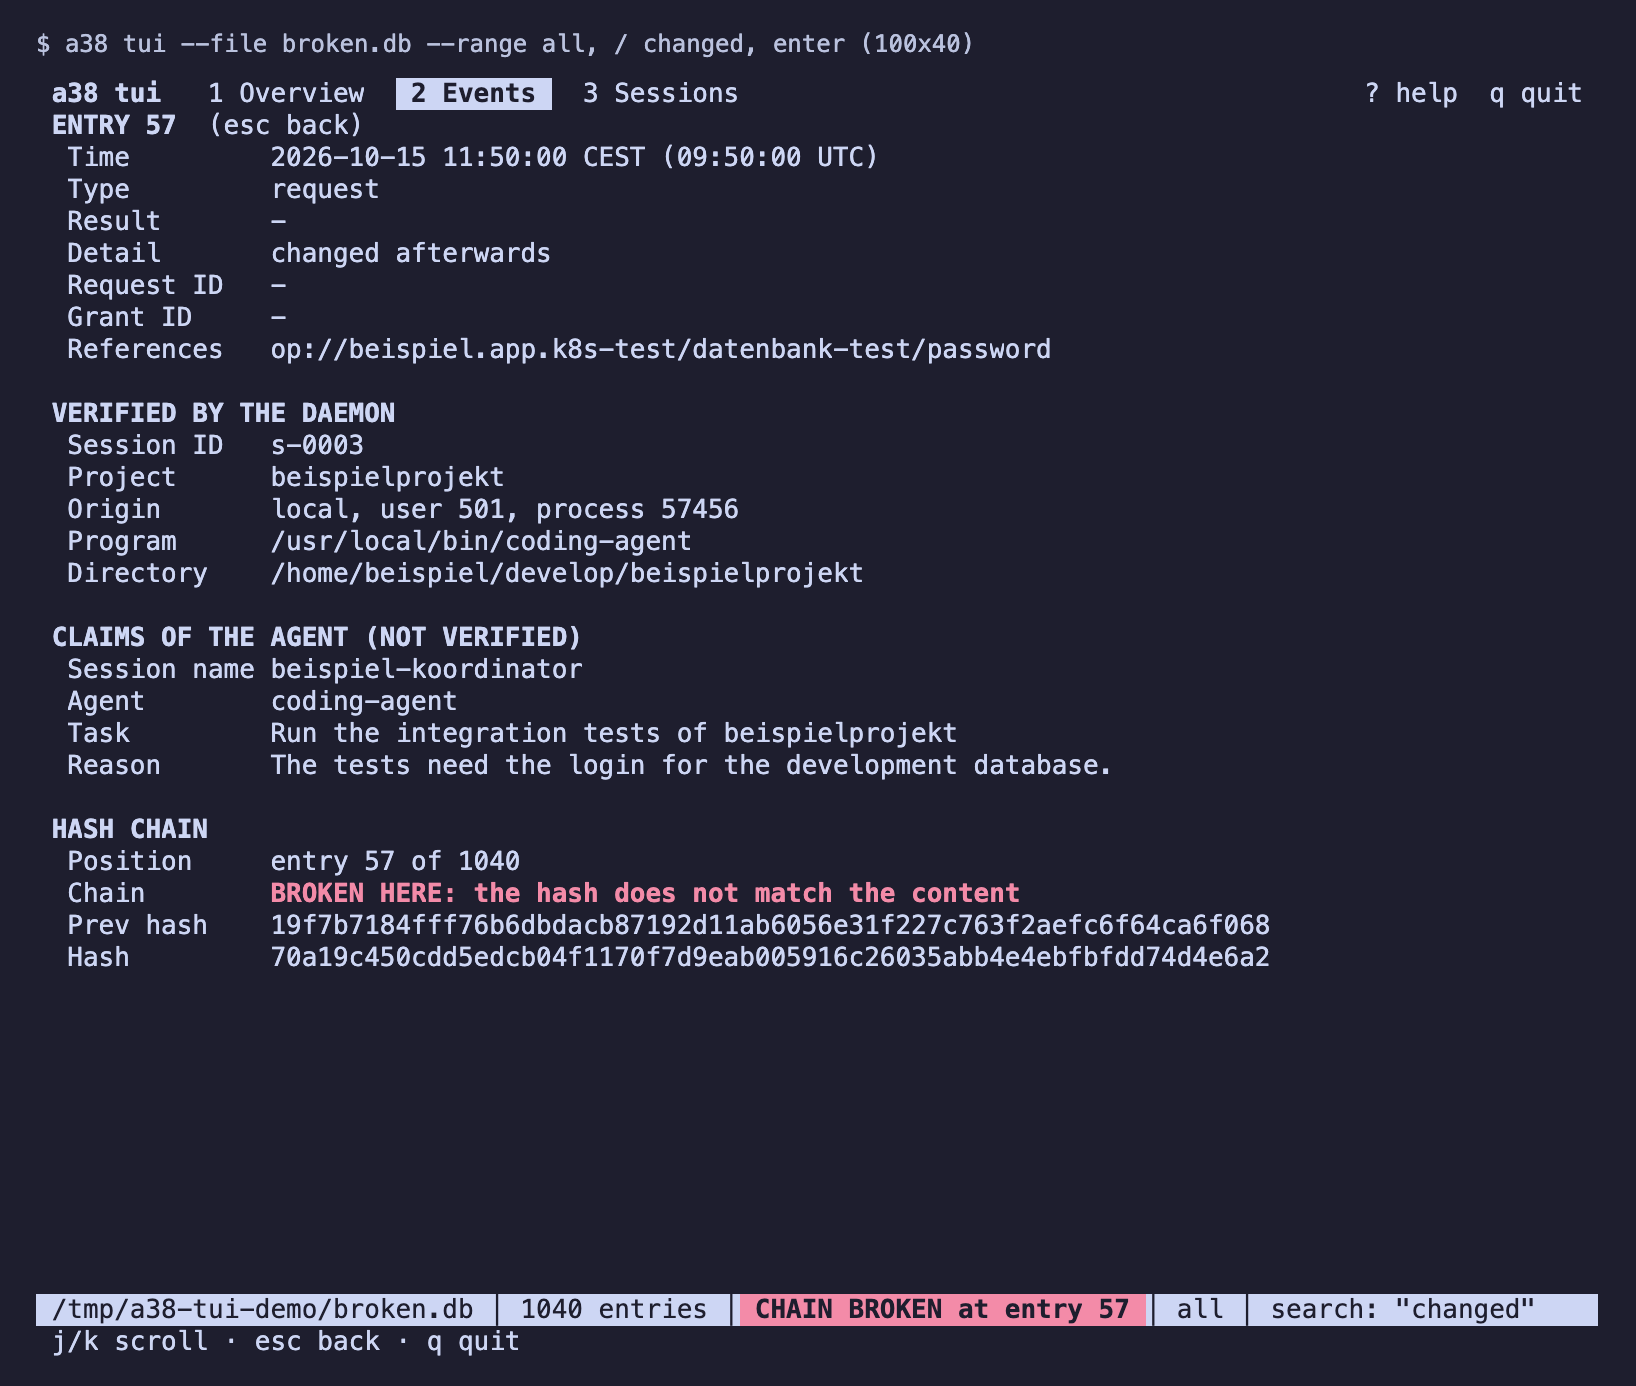 $ a38 tui --file broken.db --range all, / changed, enter (100x40)
a38 tui 1 Overview 2 Events 3 Sessions ? help q quit
ENTRY 57 (esc back)
Time 2026-10-15 11:50:00 CEST (09:50:00 UTC)
Type request
Result –
Detail changed afterwards
Request ID –
Grant ID –
References op://beispiel.app.k8s-test/datenbank-test/password
VERIFIED BY THE DAEMON
Session ID s-0003
Project beispielprojekt
Origin local, user 501, process 57456
Program /usr/local/bin/coding-agent
Directory /home/beispiel/develop/beispielprojekt
CLAIMS OF THE AGENT (NOT VERIFIED)
Session name beispiel-koordinator
Agent coding-agent
Task Run the integration tests of beispielprojekt
Reason The tests need the login for the development database.
HASH CHAIN
Position entry 57 of 1040
Chain BROKEN HERE: the hash does not match the content
Prev hash 19f7b7184fff76b6dbdacb87192d11ab6056e31f227c763f2aefc6f64ca6f068
Hash 70a19c450cdd5edcb04f1170f7d9eab005916c26035abb4e4ebfbfdd74d4e6a2
/tmp/a38-tui-demo/broken.db │ 1040 entries │ CHAIN BROKEN at entry 57 │ all │ search: "changed"
j/k scroll · esc back · q quit